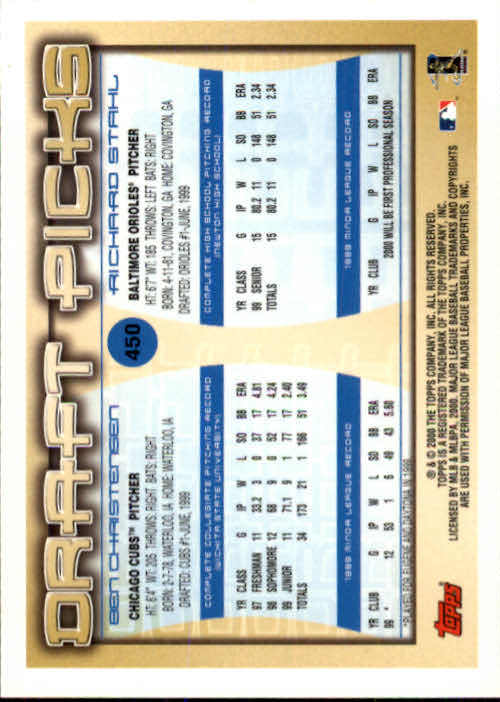 DRAFT PICKS
BEN CHRISTENSEN
CHICAGO CUBS™ PITCHER
HT: 6'4" WT: 205 THROWS: RIGHT BATS: RIGHT
BORN: 2-7-78, WATERLOO, IA HOME: WATERLOO, IA
DRAFTED: CUBS #1-JUNE, 1999
COMPLETE COLLEGIATE PITCHING RECORD
(WICHITA STATE UNIVERSITY)
YR CLASS G IP W L SO BB ERA
97 FRESHMAN 11 33.2 3 0 37 17 4.81
98 SOPHOMORE 12 68 9 0 52 17 4.24
99 JUNIOR 11 71.1 9 1 77 17 2.40
TOTALS 34 173 21 1 166 51 3.49
1999 MINOR LEAGUE RECORD
YR CLUB G IP W L SO BB ERA
99 * 12 53 1 6 49 43 5.60
450
RICHARD STAHL
BALTIMORE ORIOLES® PITCHER
HT: 6'7" WT: 185 THROWS: LEFT BATS: RIGHT
BORN: 4-11-81, COVINGTON, GA HOME: COVINGTON, GA
DRAFTED: ORIOLES #1-JUNE, 1999
COMPLETE HIGH SCHOOL PITCHING RECORD
(NEWTON HIGH SCHOOL)
YR CLASS G IP W L SO BB ERA
99 SENIOR 15 80.2 11 0 148 51 2.34
TOTALS 15 80.2 11 0 148 51 2.34
1999 MINOR LEAGUE RECORD
YR CLUB G IP W L SO BB ERA
2000 WILL BE FIRST PROFESSIONAL SEASON
Topps
® & © 2000 THE TOPPS COMPANY, INC. ALL RIGHTS RESERVED.
TOPPS IS A REGISTERED TRADEMARK OF THE TOPPS COMPANY, INC.
LICENSED BY MLB & MLBPA, 2000. MAJOR LEAGUE BASEBALL TRADEMARKS AND COPYRIGHTS
ARE USED WITH PERMISSION OF MAJOR LEAGUE BASEBALL PROPERTIES, INC.